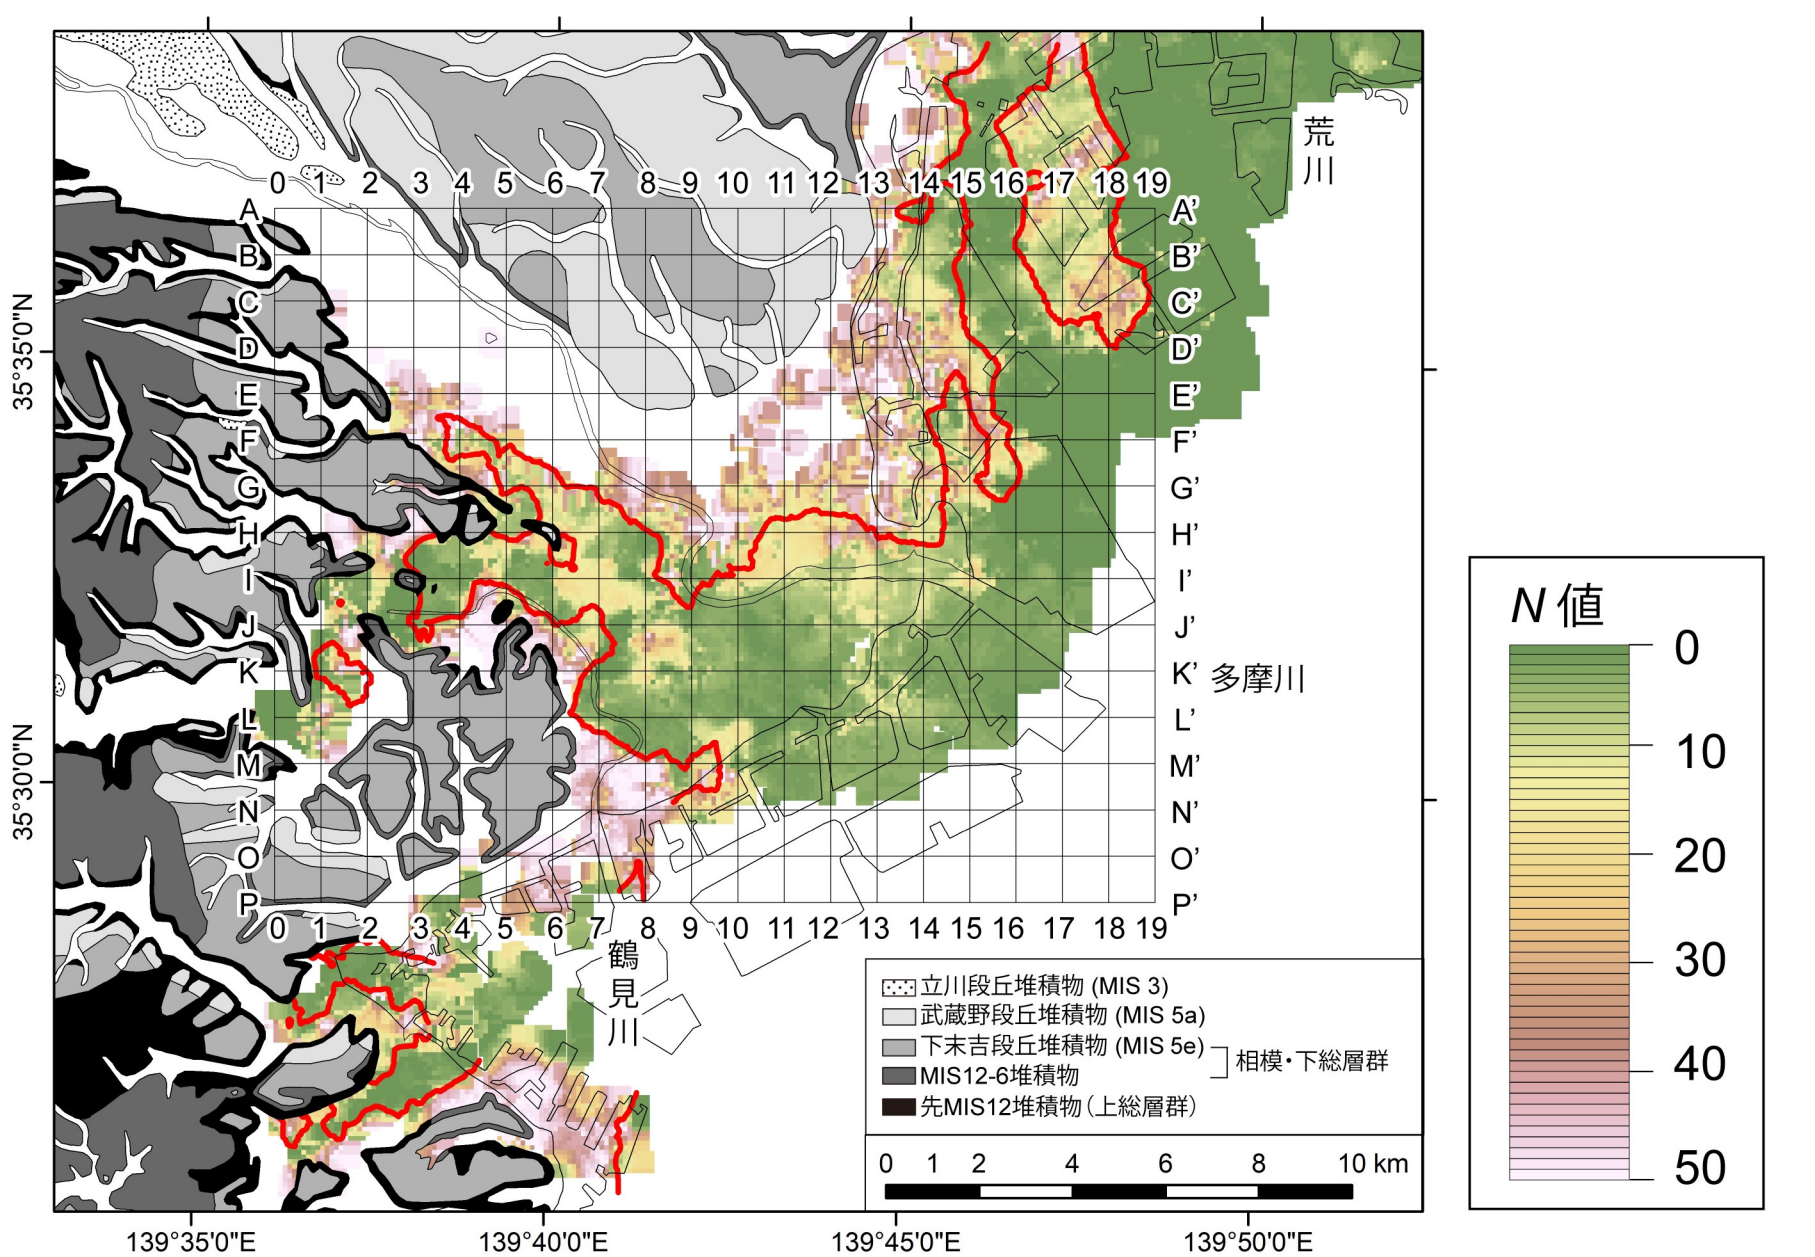 荒川
0 1 2 3 4 5 6 7 8 9 10 11 12 13 14 15 16 17 18 19
A A’
B B’
C C’
D D’
E E’
F F’
G G’
H H’
I I’
J J’
K K’ 多摩川
L L’
M M’
N N’
O O’
P P’
0 1 2 3 4 5 6 7 8 9 10 11 12 13 14 15 16 17 18 19
鶴見川
35°35'0"N
35°30'0"N
139°35'0"E 139°40'0"E 139°45'0"E 139°50'0"E
立川段丘堆積物 (MIS 3)
武蔵野段丘堆積物 (MIS 5a)
下末吉段丘堆積物 (MIS 5e)
MIS12-6堆積物
相模・下総層群
先MIS12堆積物(上総層群)
0 1 2 4 6 8 10 km
N 値
0
10
20
30
40
50